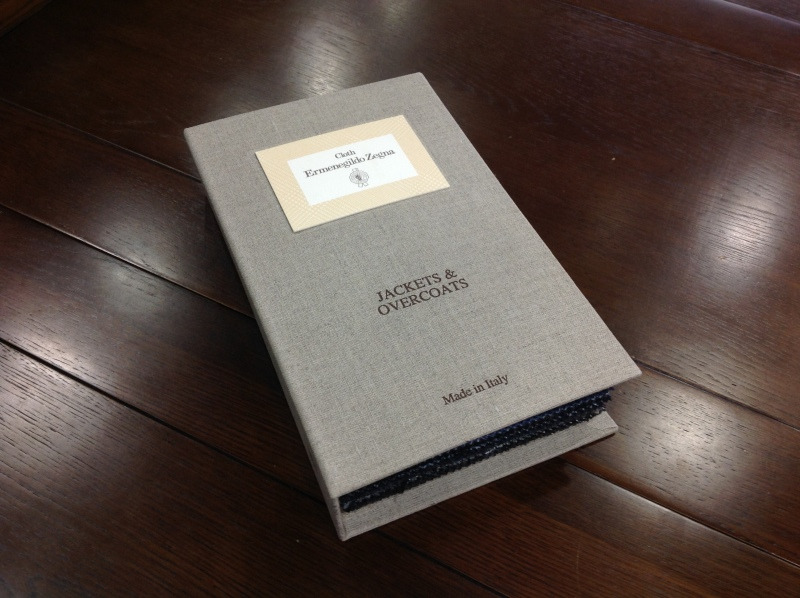 Cloth
Ermenegildo Zegna
JACKETS &
OVERCOATS
Made in Italy